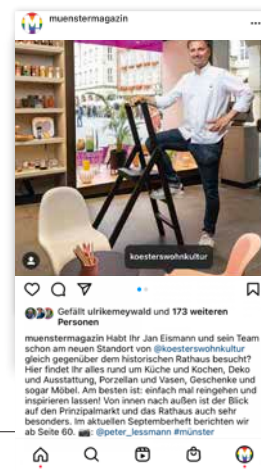 muenstermagazin
koesterswohnkultur
Gefällt ulrikemeywald und 173 weiteren
Personen
muenstermagazin Habt Ihr Jan Eismann und sein Team
schon am neuen Standort von @koesterswohnkultur
gleich gegenüber dem historischen Rathaus besucht?
Hier findet Ihr alles rund um Küche und Kochen, Deko
und Ausstattung, Porzellan und Vasen, Geschenke und
sogar Möbel. Am besten ist: einfach mal reingehen und
inspirieren lassen! Von innen nach außen ist der Blick
auf den Prinzipalmarkt und das Rathaus auch sehr
besonders. Im aktuellen Septemberheft berichten wir
ab Seite 60. 📷: @peter_lessmann #münster